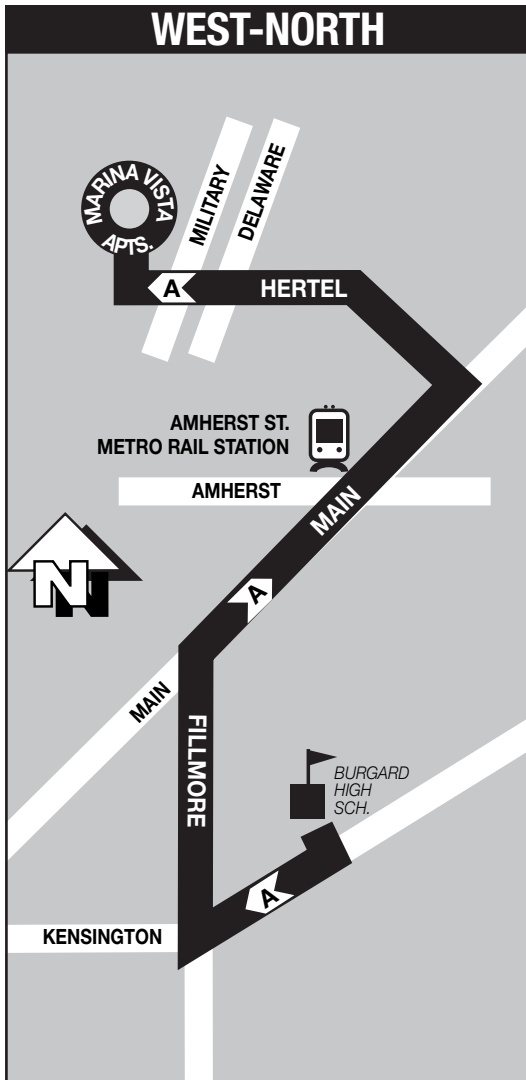 WEST-NORTH
MARINA VISTA
APTS.
MILITARY
DELAWARE
A
HERTEL
AMHERST ST.
METRO RAIL STATION
AMHERST
MAIN
N
A
MAIN
FILLMORE
BURGARD
HIGH
SCH.
A
KENSINGTON